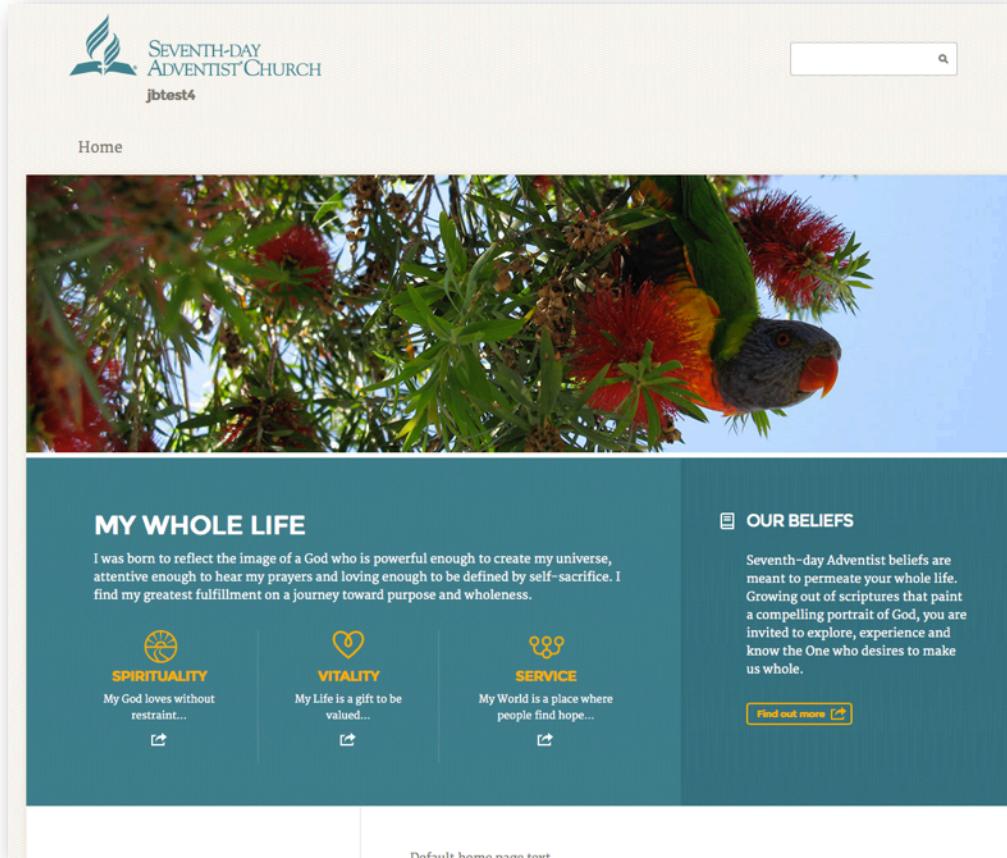 SEVENTH-DAY
ADVENTIST CHURCH
jbtest4
Home
MY WHOLE LIFE
I was born to reflect the image of a God who is powerful enough to create my universe,
attentive enough to hear my prayers and loving enough to be defined by self-sacrifice. I
find my greatest fulfillment on a journey toward purpose and wholeness.
SPIRITUALITY
My God loves without
restraint...
VITALITY
My Life is a gift to be
valued...
SERVICE
My World is a place where
people find hope...
OUR BELIEFS
Seventh-day Adventist beliefs are
meant to permeate your whole life.
Growing out of scriptures that paint
a compelling portrait of God, you are
invited to explore, experience and
know the One who desires to make
us whole.
Find out more
Default home page text